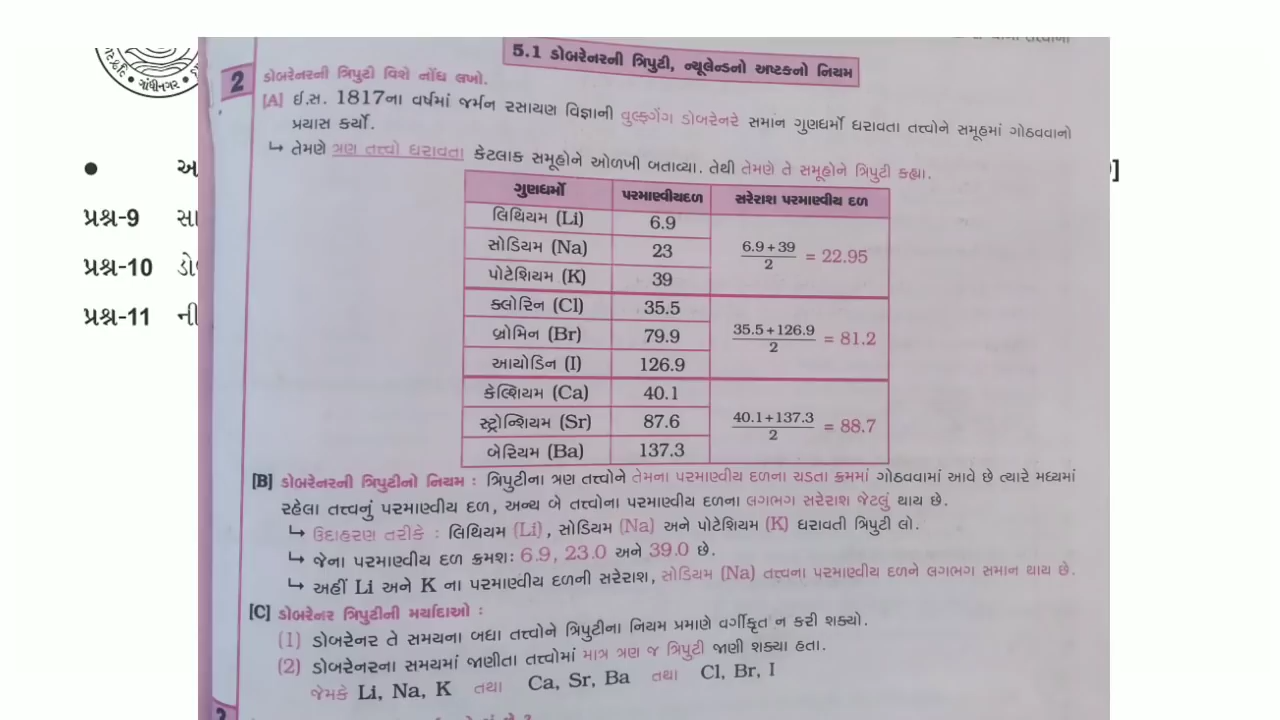 ગાંધીનગર
5.1 ડોબરેનરની ત્રિપુટી, ન્યૂલેન્ડનો અષ્ટકનો નિયમ
2 ડોબરેનરની ત્રિપુટી વિશે નોંધ લખો.
[A] ઈ.સ. 1817ના વર્ષમાં જર્મન રસાયણ વિજ્ઞાની વુલ્ફગેંગ ડોબરેનરે સમાન ગુણધર્મો ધરાવતા તત્ત્વોને સમૂહમાં ગોઠવવાનો
પ્રયાસ કર્યો.
↳ તેમણે ત્રણ તત્ત્વો ધરાવતા કેટલાક સમૂહોને ઓળખી બતાવ્યા. તેથી તેમણે તે સમૂહોને ત્રિપુટી કહ્યા.
]
• અ
પ્રશ્ન-9 સા
પ્રશ્ન-10 ડો
પ્રશ્ન-11 ની
ગુણધર્મો પરમાણ્વીયદળ સરેરાશ પરમાણ્વીય દળ
લિથિયમ (Li) 6.9
સોડિયમ (Na) 23 6.9+39/2 = 22.95
પોટેશિયમ (K) 39
ક્લોરિન (Cl) 35.5
બ્રોમિન (Br) 79.9 35.5+126.9/2 = 81.2
આયોડિન (I) 126.9
કેલ્શિયમ (Ca) 40.1
સ્ટ્રોન્શિયમ (Sr) 87.6 40.1+137.3/2 = 88.7
બેરિયમ (Ba) 137.3
[B] ડોબરેનરની ત્રિપુટીનો નિયમ : ત્રિપુટીના ત્રણ તત્ત્વોને તેમના પરમાણ્વીય દળના ચડતા ક્રમમાં ગોઠવવામાં આવે છે ત્યારે મધ્યમાં
રહેલા તત્ત્વનું પરમાણ્વીય દળ, અન્ય બે તત્ત્વોના પરમાણ્વીય દળના લગભગ સરેરાશ જેટલું થાય છે.
↳ ઉદાહરણ તરીકે : લિથિયમ (Li), સોડિયમ (Na) અને પોટેશિયમ (K) ધરાવતી ત્રિપુટી લો.
↳ જેના પરમાણ્વીય દળ ક્રમશઃ 6.9, 23.0 અને 39.0 છે.
↳ અહીં Li અને K ના પરમાણ્વીય દળની સરેરાશ, સોડિયમ (Na) તત્ત્વના પરમાણ્વીય દળને લગભગ સમાન થાય છે.
[C] ડોબરેનર ત્રિપુટીની મર્યાદાઓ :
(1) ડોબરેનર તે સમયના બધા તત્ત્વોને ત્રિપુટીના નિયમ પ્રમાણે વર્ગીકૃત ન કરી શક્યો.
(2) ડોબરેનરના સમયમાં જાણીતા તત્ત્વોમાં માત્ર ત્રણ જ ત્રિપુટી જાણી શક્યા હતા.
જેમકે Li, Na, K તથા Ca, Sr, Ba તથા Cl, Br, I